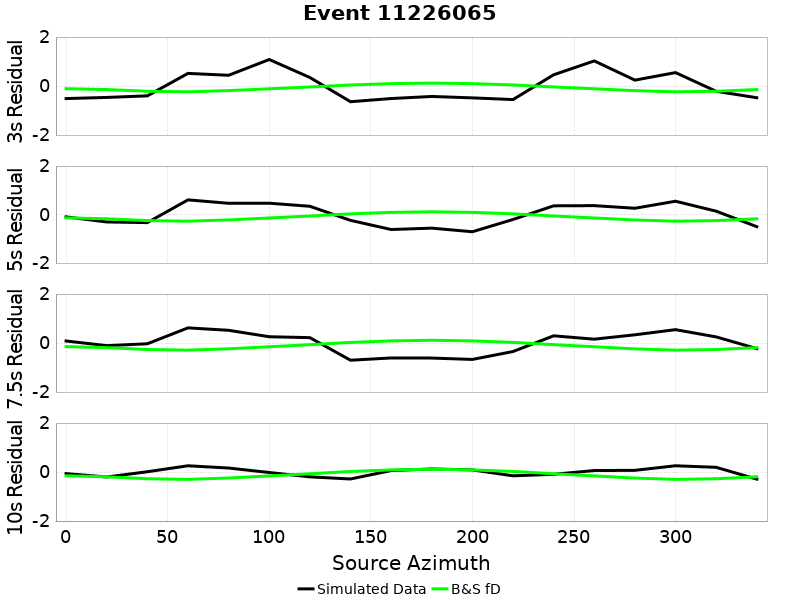 Event 11226065
3s Residual
2
0
-2
5s Residual
2
0
-2
7.5s Residual
2
0
-2
10s Residual
2
0
-2
0 50 100 150 200 250 300
Source Azimuth
Simulated Data B&S fD